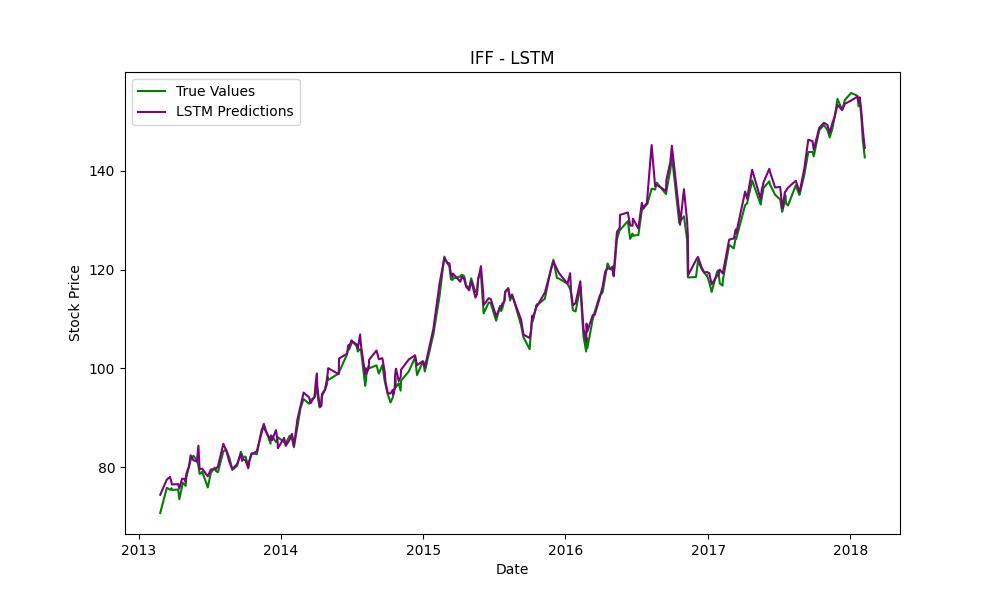 IFF - LSTM
True Values
LSTM Predictions
Stock Price
140
120
100
80
2013 2014 2015 2016 2017 2018
Date